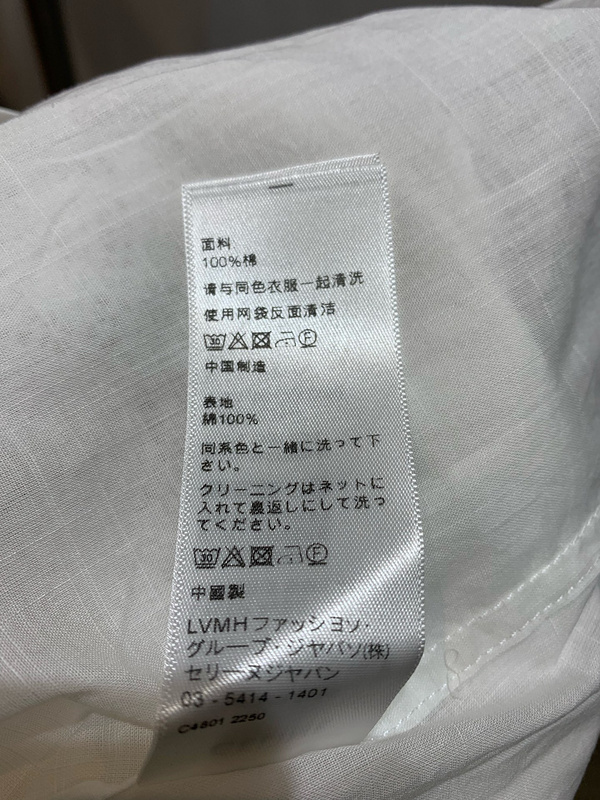 面料
100%棉
请与同色衣服一起清洗
使用网袋反面清洁
中国制造
表地
綿100%
同系色と一緒に洗って下
さい。
クリーニングはネットに
入れて裏返しにして洗っ
てください。
中國製
LVMHファッション・
グループ・ジヤパン(株)
セリーヌジヤパン
03 - 5414 - 1401
C4801 2250